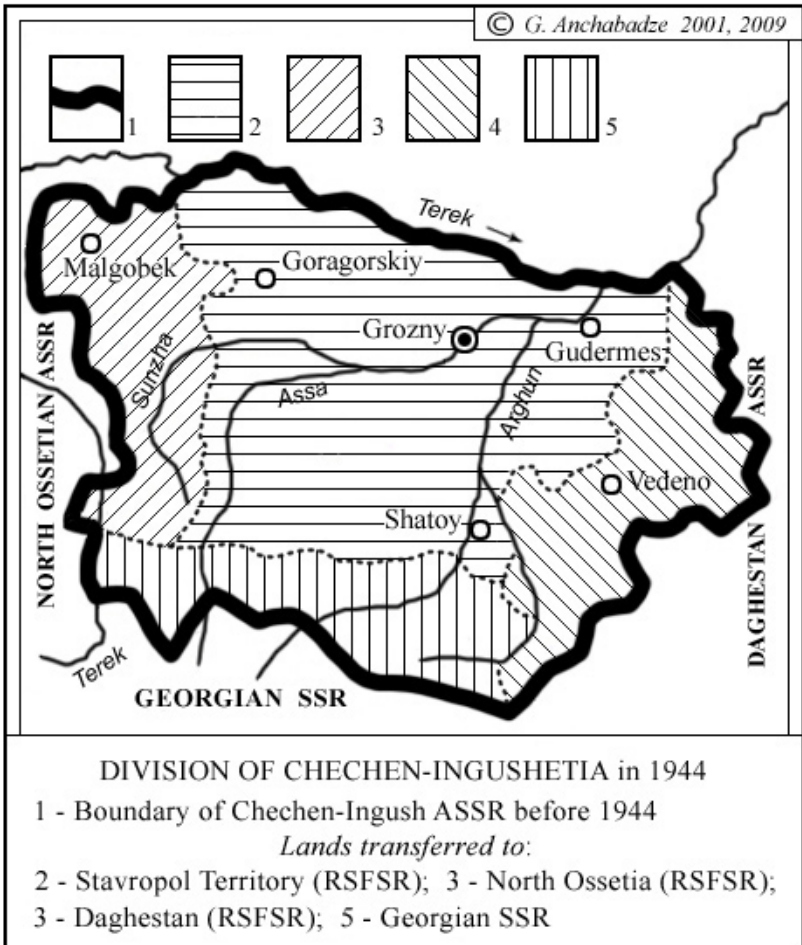 © G. Anchabadze 2001, 2009
1 2 3 4 5
Terek
Malgobek
Goragorskiy
Grozny
Gudermes
Sunzha
Assa
Arghun
NORTH OSSETIAN ASSR
DAGHESTAN ASSR
Vedeno
Shatoy
Terek
GEORGIAN SSR
DIVISION OF CHECHEN-INGUSHETIA in 1944
1 - Boundary of Chechen-Ingush ASSR before 1944
Lands transferred to:
2 - Stavropol Territory (RSFSR); 3 - North Ossetia (RSFSR);
3 - Daghestan (RSFSR); 5 - Georgian SSR